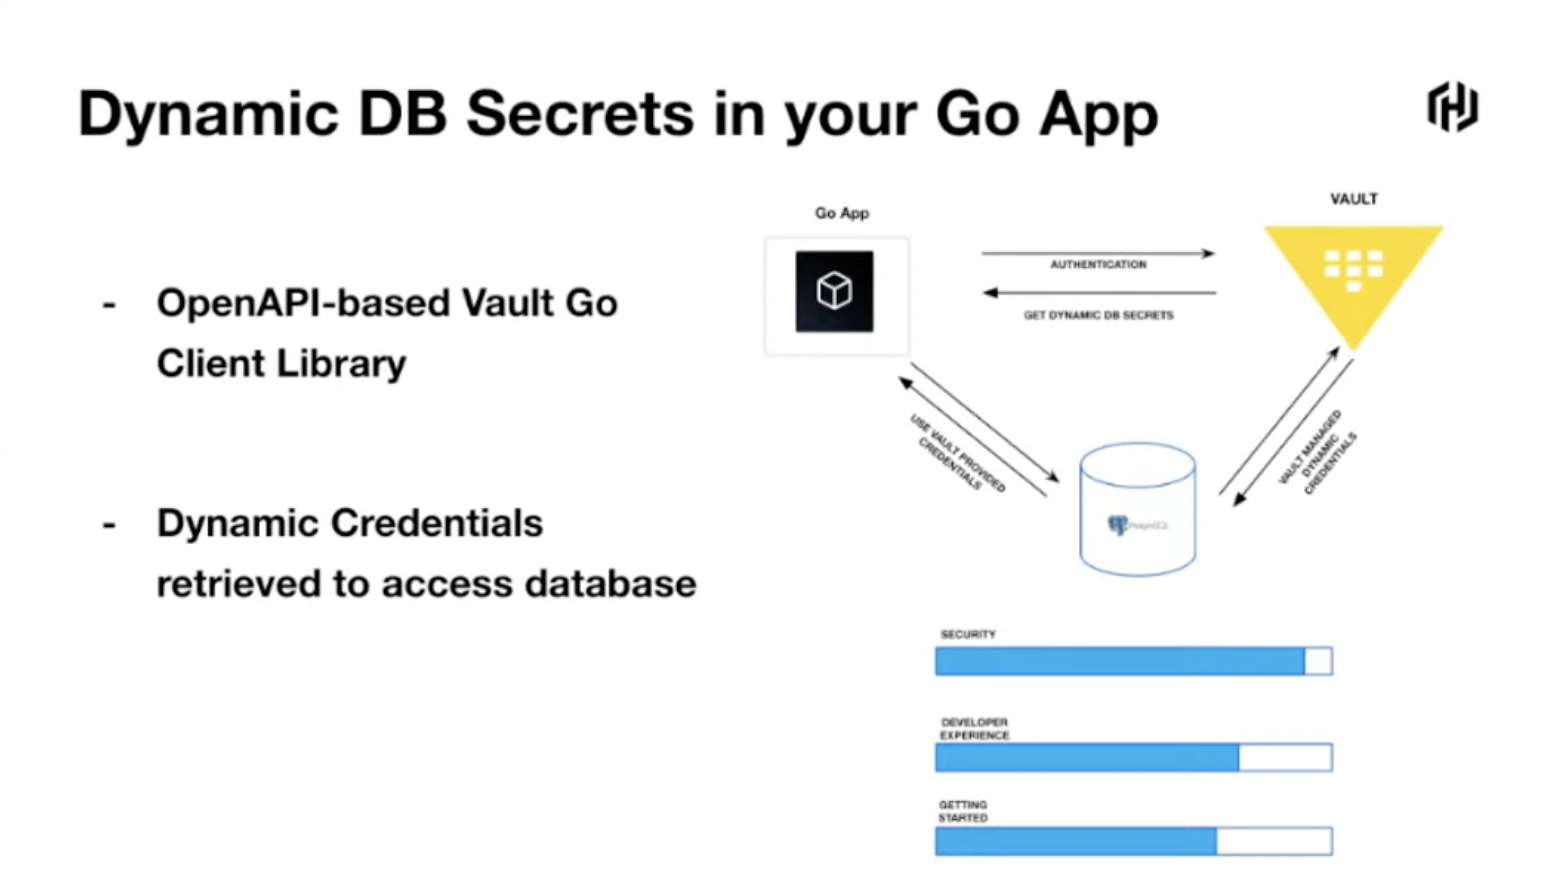 Dynamic DB Secrets in your Go App
- OpenAPI-based Vault Go
Client Library
- Dynamic Credentials
retrieved to access database
Go App
VAULT
AUTHENTICATION
GET DYNAMIC DB SECRETS
USE VAULT PROVIDED
CREDENTIALS
VAULT MANAGED
DYNAMIC
CREDENTIALS
PostgreSQL
SECURITY
DEVELOPER
EXPERIENCE
GETTING
STARTED